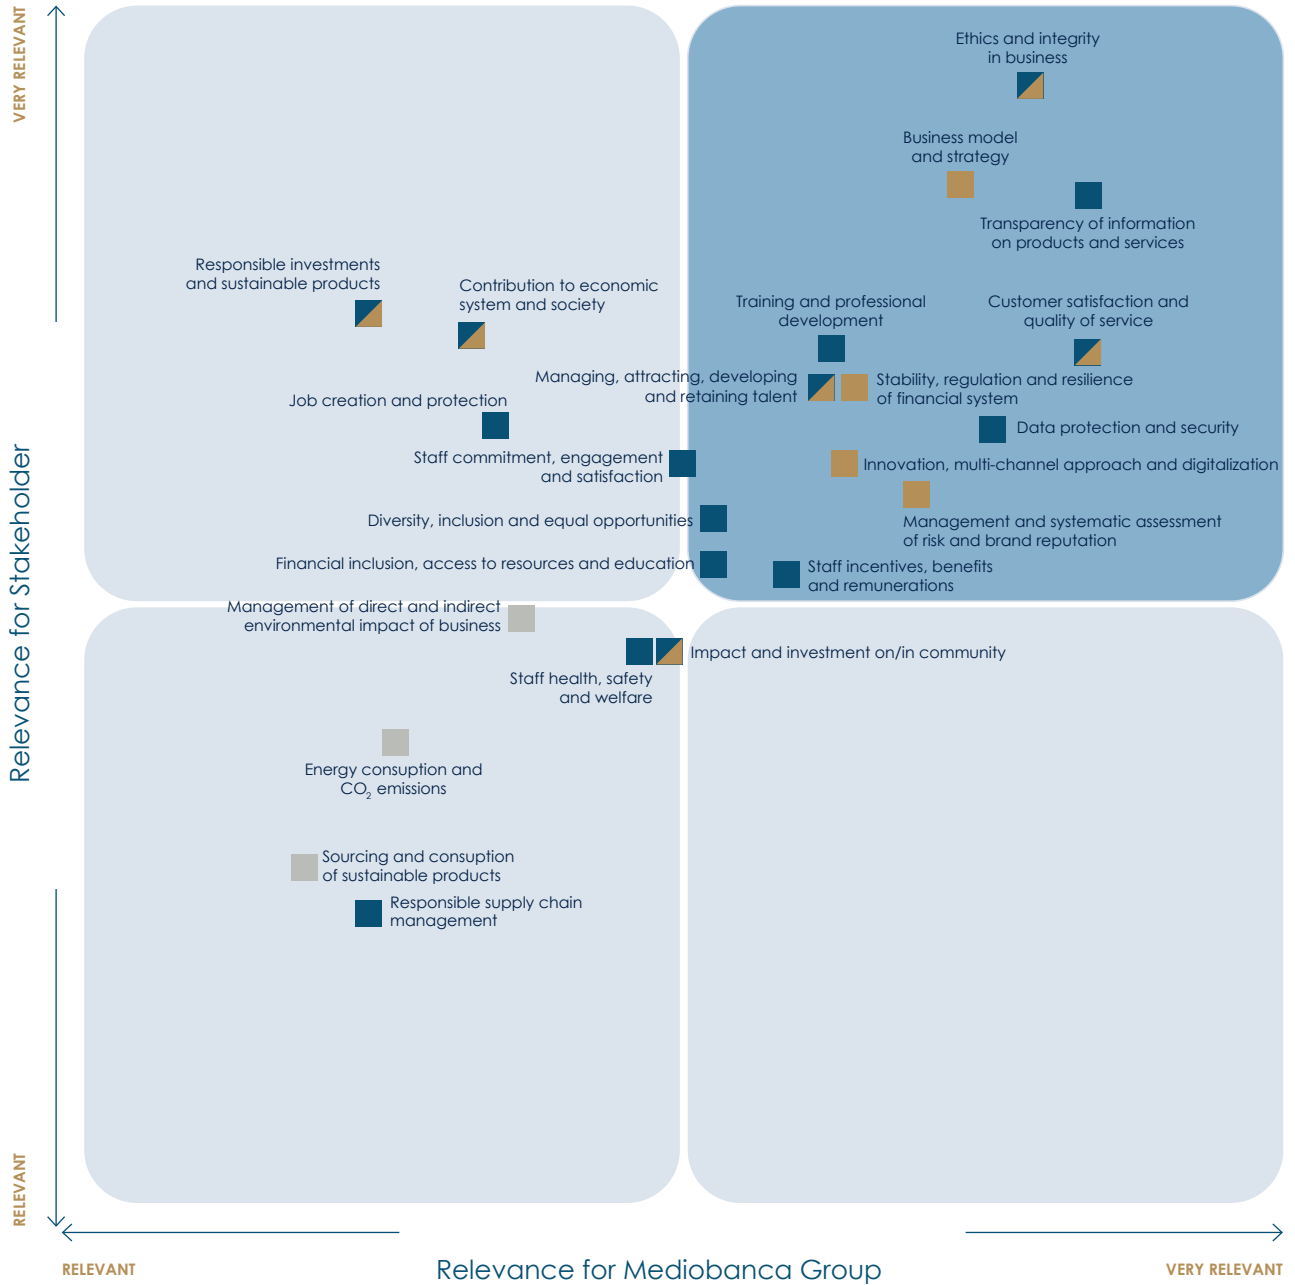 VERY RELEVANT
Relevance for Stakeholder
RELEVANT
Ethics and integrity
in business
Business model
and strategy
Transparency of information
on products and services
Responsible investments
and sustainable products
Contribution to economic
system and society
Training and professional
development
Customer satisfaction and
quality of service
Managing, attracting, developing
and retaining talent
Stability, regulation and resilience
of financial system
Job creation and protection
Data protection and security
Staff commitment, engagement
and satisfaction
Innovation, multi-channel approach and digitalization
Diversity, inclusion and equal opportunities
Management and systematic assessment
of risk and brand reputation
Financial inclusion, access to resources and education
Staff incentives, benefits
and remunerations
Management of direct and indirect
environmental impact of business
Impact and investment on/in community
Staff health, safety
and welfare
Energy consuption and
CO2 emissions
Sourcing and consuption
of sustainable products
Responsible supply chain
management
RELEVANT
Relevance for Mediobanca Group
VERY RELEVANT